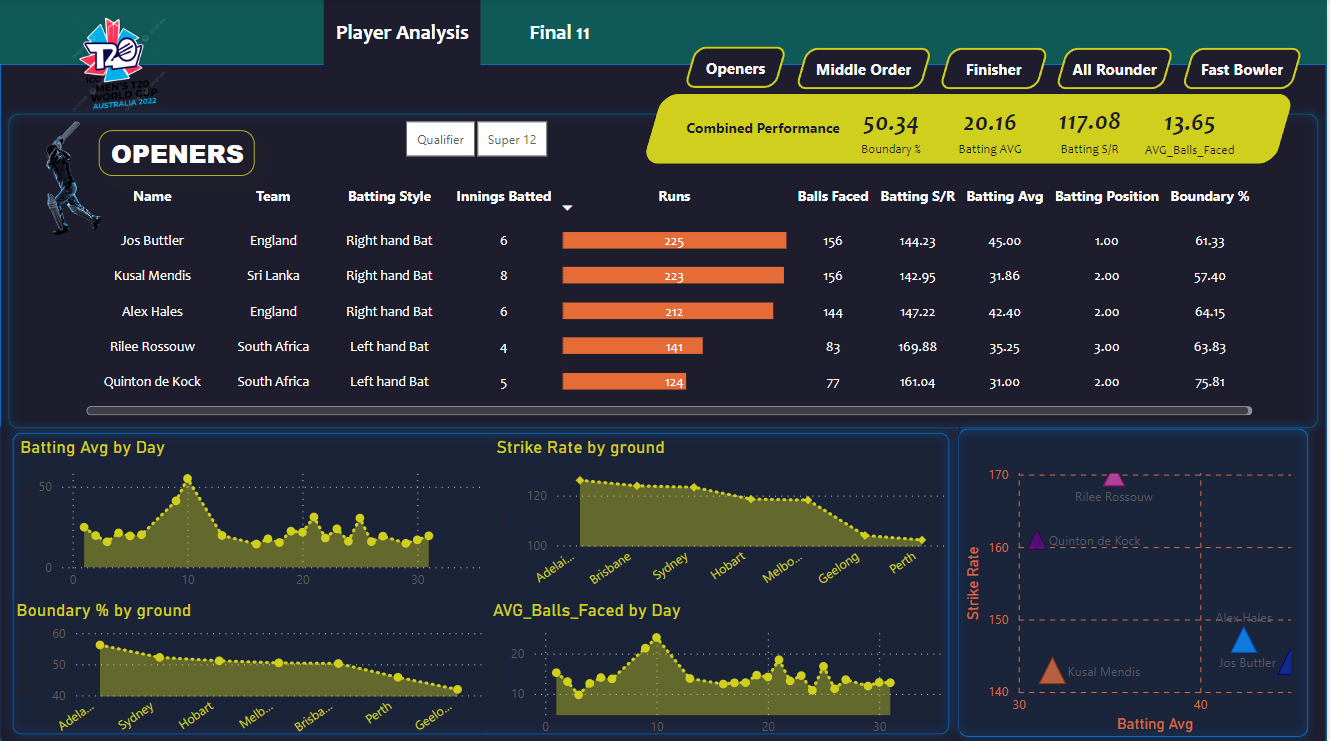 Player Analysis
Final 11
T20
MEN'S T20
WORLD CUP
AUSTRALIA 2022
Openers
Middle Order
Finisher
All Rounder
Fast Bowler
Combined Performance
50.34
Boundary %
20.16
Batting AVG
117.08
Batting S/R
13.65
AVG_Balls_Faced
OPENERS
Qualifier
Super 12
Name Team Batting Style Innings Batted Runs Balls Faced Batting S/R Batting Avg Batting Position Boundary %
Jos Buttler England Right hand Bat 6 225 156 144.23 45.00 1.00 61.33
Kusal Mendis Sri Lanka Right hand Bat 8 223 156 142.95 31.86 2.00 57.40
Alex Hales England Right hand Bat 6 212 144 147.22 42.40 2.00 64.15
Rilee Rossouw South Africa Left hand Bat 4 141 83 169.88 35.25 3.00 63.83
Quinton de Kock South Africa Left hand Bat 5 124 77 161.04 31.00 2.00 75.81
Batting Avg by Day
50
0
0 10 20 30
Strike Rate by ground
120
100
Adelai... Brisbane Sydney Hobart Melbo... Geelong Perth
Boundary % by ground
60
50
40
Adela... Sydney Hobart Melb... Brisba... Perth Geelo...
AVG_Balls_Faced by Day
20
10
0 10 20 30
Strike Rate
170
160
150
140
Rilee Rossouw
Quinton de Kock
Alex Hales
Jos Buttler
Kusal Mendis
30 40
Batting Avg